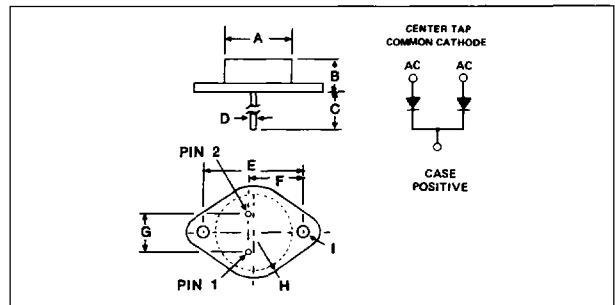 A
B
C
D
PIN 2
E
F
G
PIN 1
H
I
CENTER TAP
COMMON CATHODE
AC AC
CASE
POSITIVE